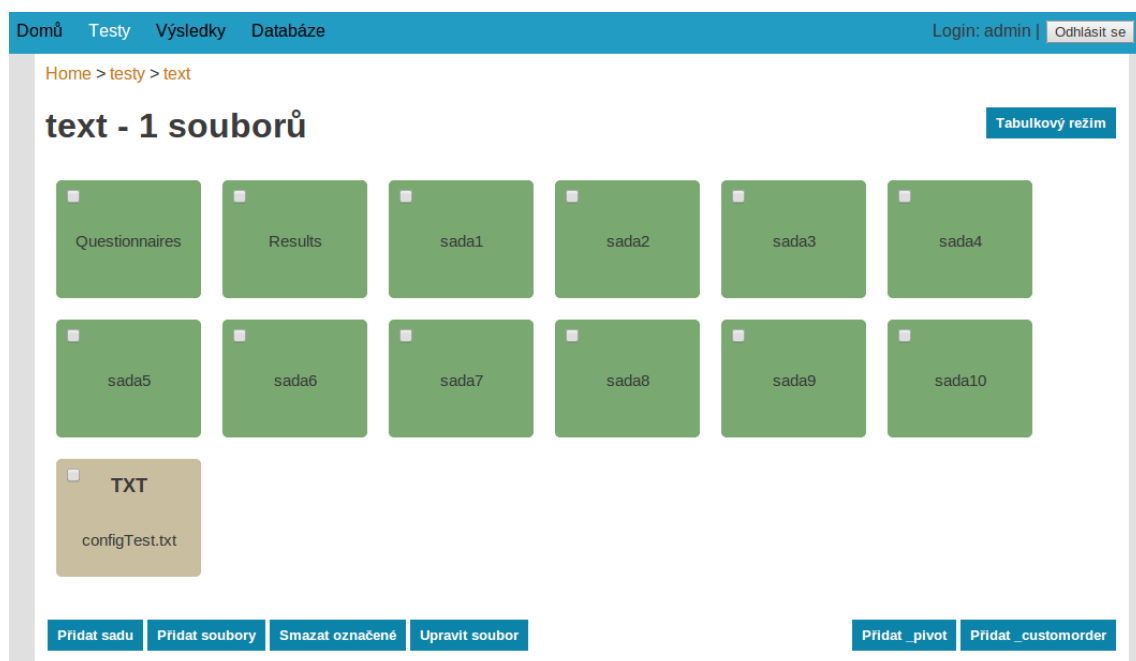 Domů Testy Výsledky Databáze Login: admin | Odhlásit se
Home > testy > text
text - 1 souborů
Tabulkový režim
Questionnaires Results sada1 sada2 sada3 sada4
sada5 sada6 sada7 sada8 sada9 sada10
TXT
configTest.txt
Přidat sadu Přidat soubory Smazat označené Upravit soubor Přidat _pivot Přidat _customorder